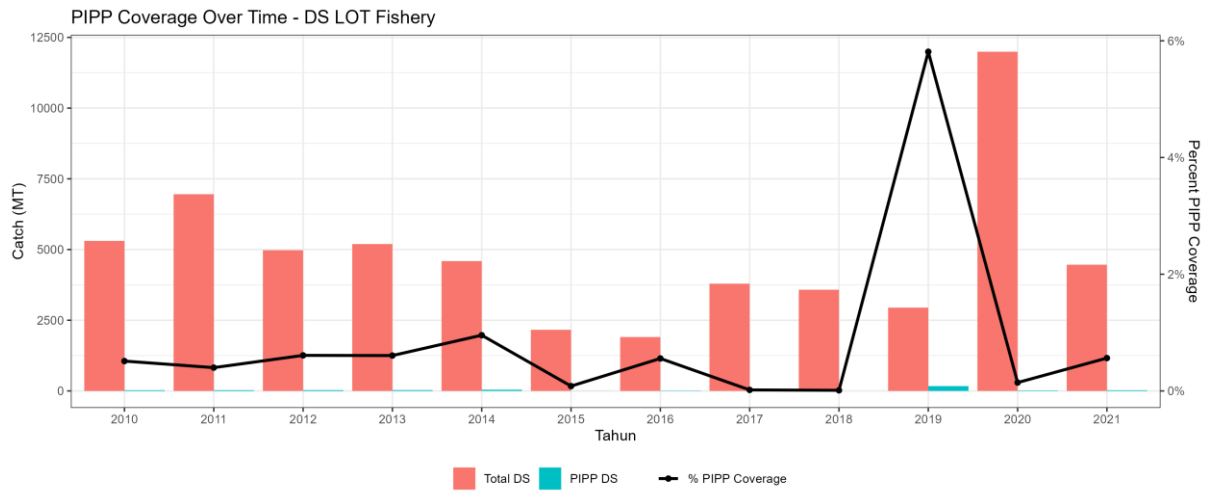 PIPP Coverage Over Time - DS LOT Fishery
12500
10000
7500
5000
2500
0
Catch (MT)
6%
4%
2%
0%
Percent PIPP Coverage
2010 2011 2012 2013 2014 2015 2016 2017 2018 2019 2020 2021
Tahun
Total DS PIPP DS % PIPP Coverage